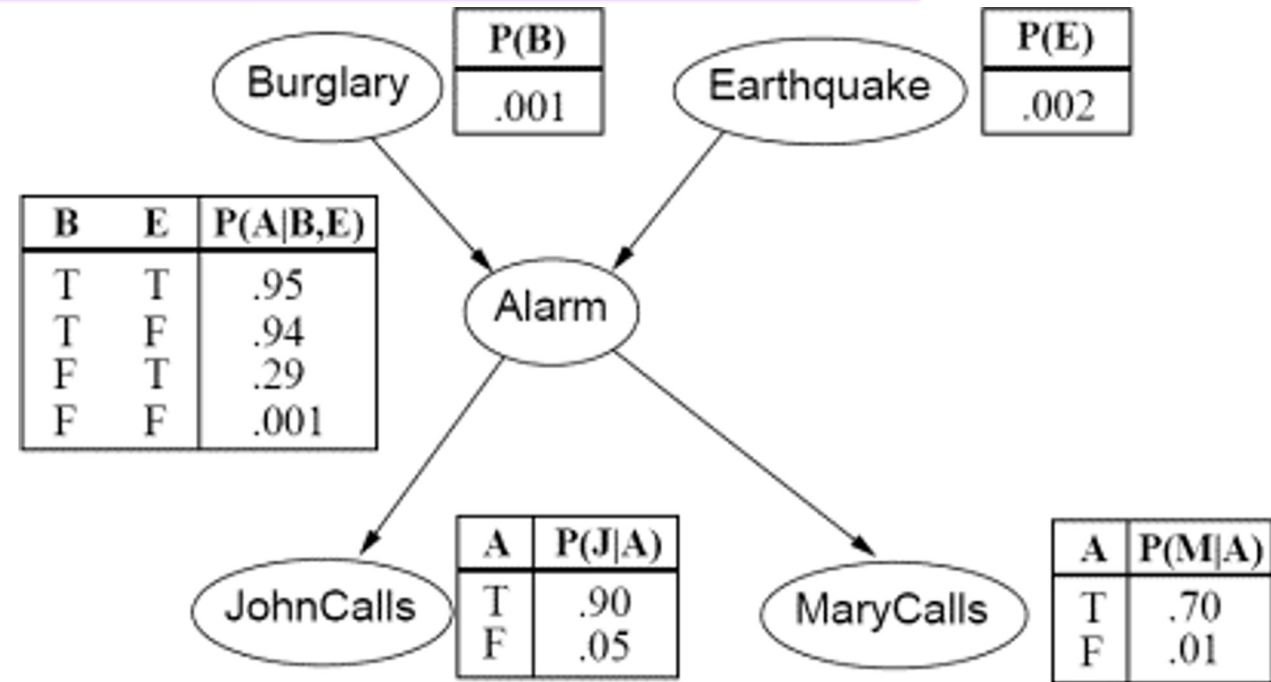 Burglary
P(B)
.001
Earthquake
P(E)
.002
B E P(A|B,E)
T T .95
T F .94
F T .29
F F .001
Alarm
JohnCalls
A P(J|A)
T .90
F .05
MaryCalls
A P(M|A)
T .70
F .01